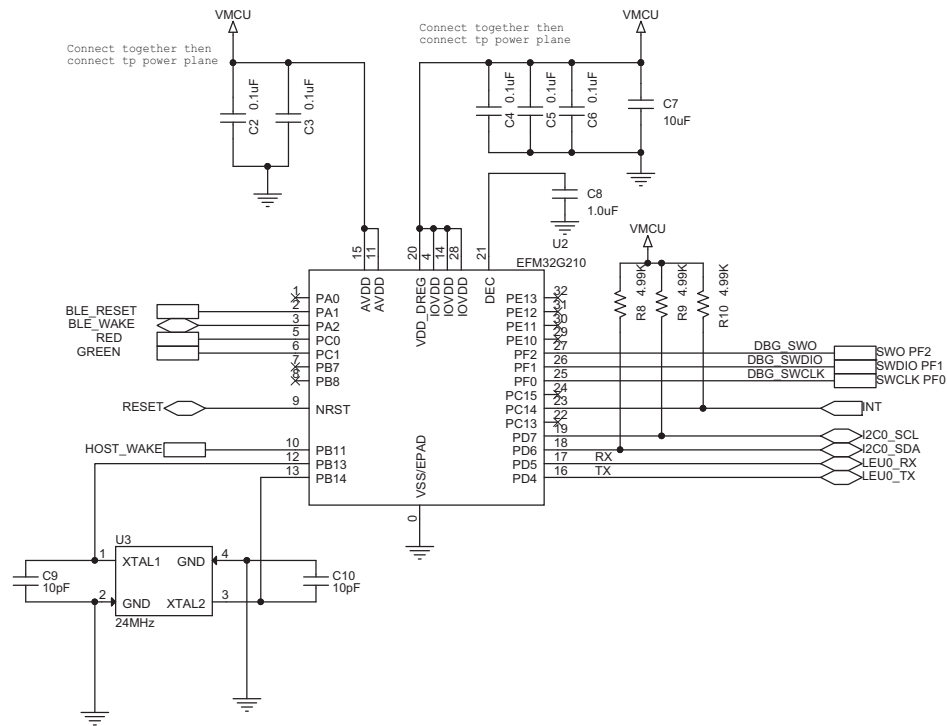 VMCU
Connect together then
connect tp power plane
C2 0.1uF
C3 0.1uF
VMCU
Connect together then
connect tp power plane
C4 0.1uF
C5 0.1uF
C6 0.1uF
C7
10uF
C8
1.0uF
U2
EFM32G210
15 AVDD
11 AVDD
20 VDD_DREG
4 IOVDD
14 IOVDD
28 IOVDD
21 DEC
VMCU
R8 4.99K
R9 4.99K
R10 4.99K
1 PA0
BLE_RESET 2 PA1
BLE_WAKE 3 PA2
RED 5 PC0
GREEN 6 PC1
7 PB7
8 PB8
RESET 9 NRST
HOST_WAKE 10 PB11
12 PB13
13 PB14
VSS/EPAD
0
PE13 32
PE12 31
PE11 30
PE10 29
PF2 27 DBG_SWO SWO PF2
PF1 26 DBG_SWDIO SWDIO PF1
PF0 25 DBG_SWCLK SWCLK PF0
PC15 24
PC14 23 INT
PC13 22
PD7 19 I2C0_SCL
PD6 18 I2C0_SDA
PD5 17 RX LEU0_RX
PD4 16 TX LEU0_TX
U3
1 XTAL1 GND 4
2 GND XTAL2 3
24MHz
C9
10pF
C10
10pF